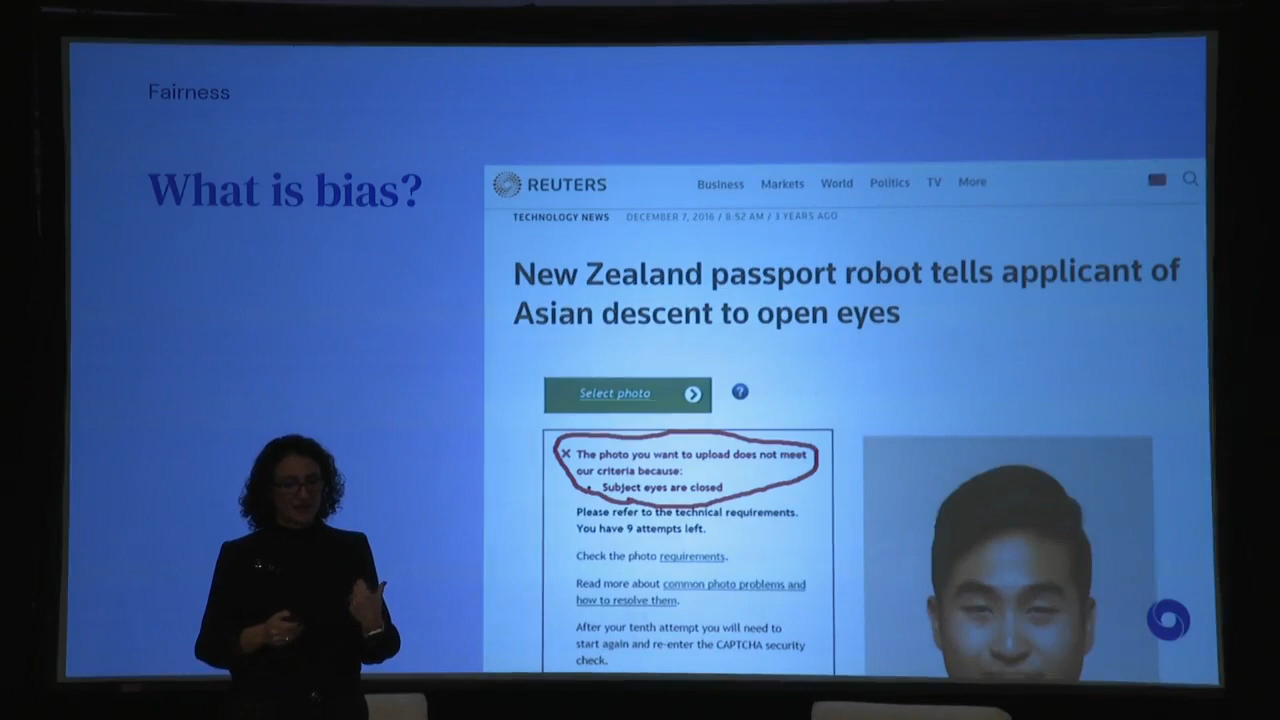 Fairness
What is bias?
REUTERS
Business Markets World Politics TV More
TECHNOLOGY NEWS DECEMBER 7, 2016 / 8:52 AM / 3 YEARS AGO
New Zealand passport robot tells applicant of
Asian descent to open eyes
Select photo
?
X The photo you want to upload does not meet
our criteria because:
• Subject eyes are closed
Please refer to the technical requirements.
You have 9 attempts left.
Check the photo requirements.
Read more about common photo problems and
how to resolve them.
After your tenth attempt you will need to
start again and re-enter the CAPTCHA security
check.